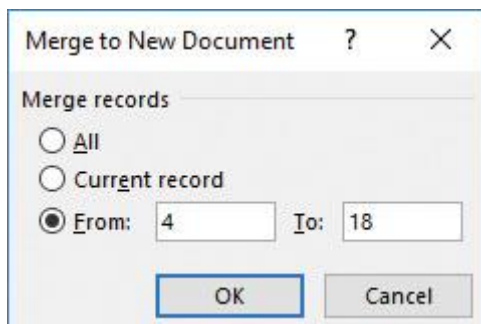 Merge to New Document ?
Merge records
All
Current record
From: 4 To: 18
OK Cancel